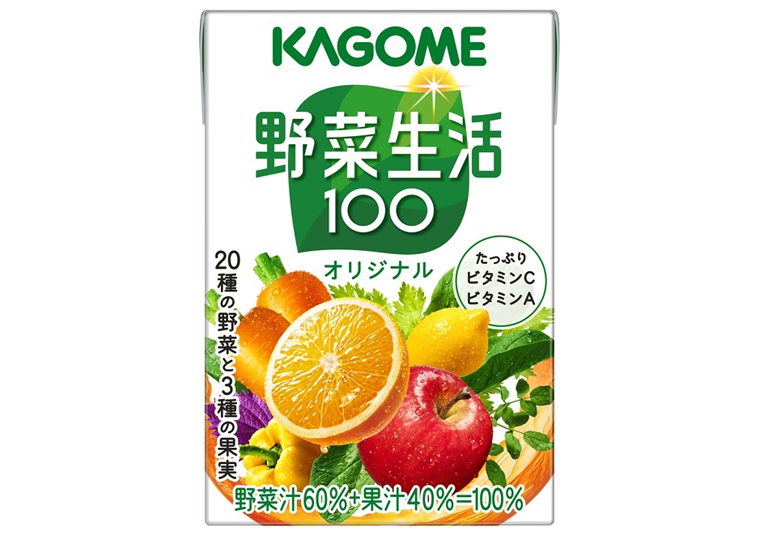 KAGOME
野菜生活
100
オリジナル
たっぷり
ビタミンC
ビタミンA
20種の野菜と3種の果実
野菜汁60%+果汁40%=100%